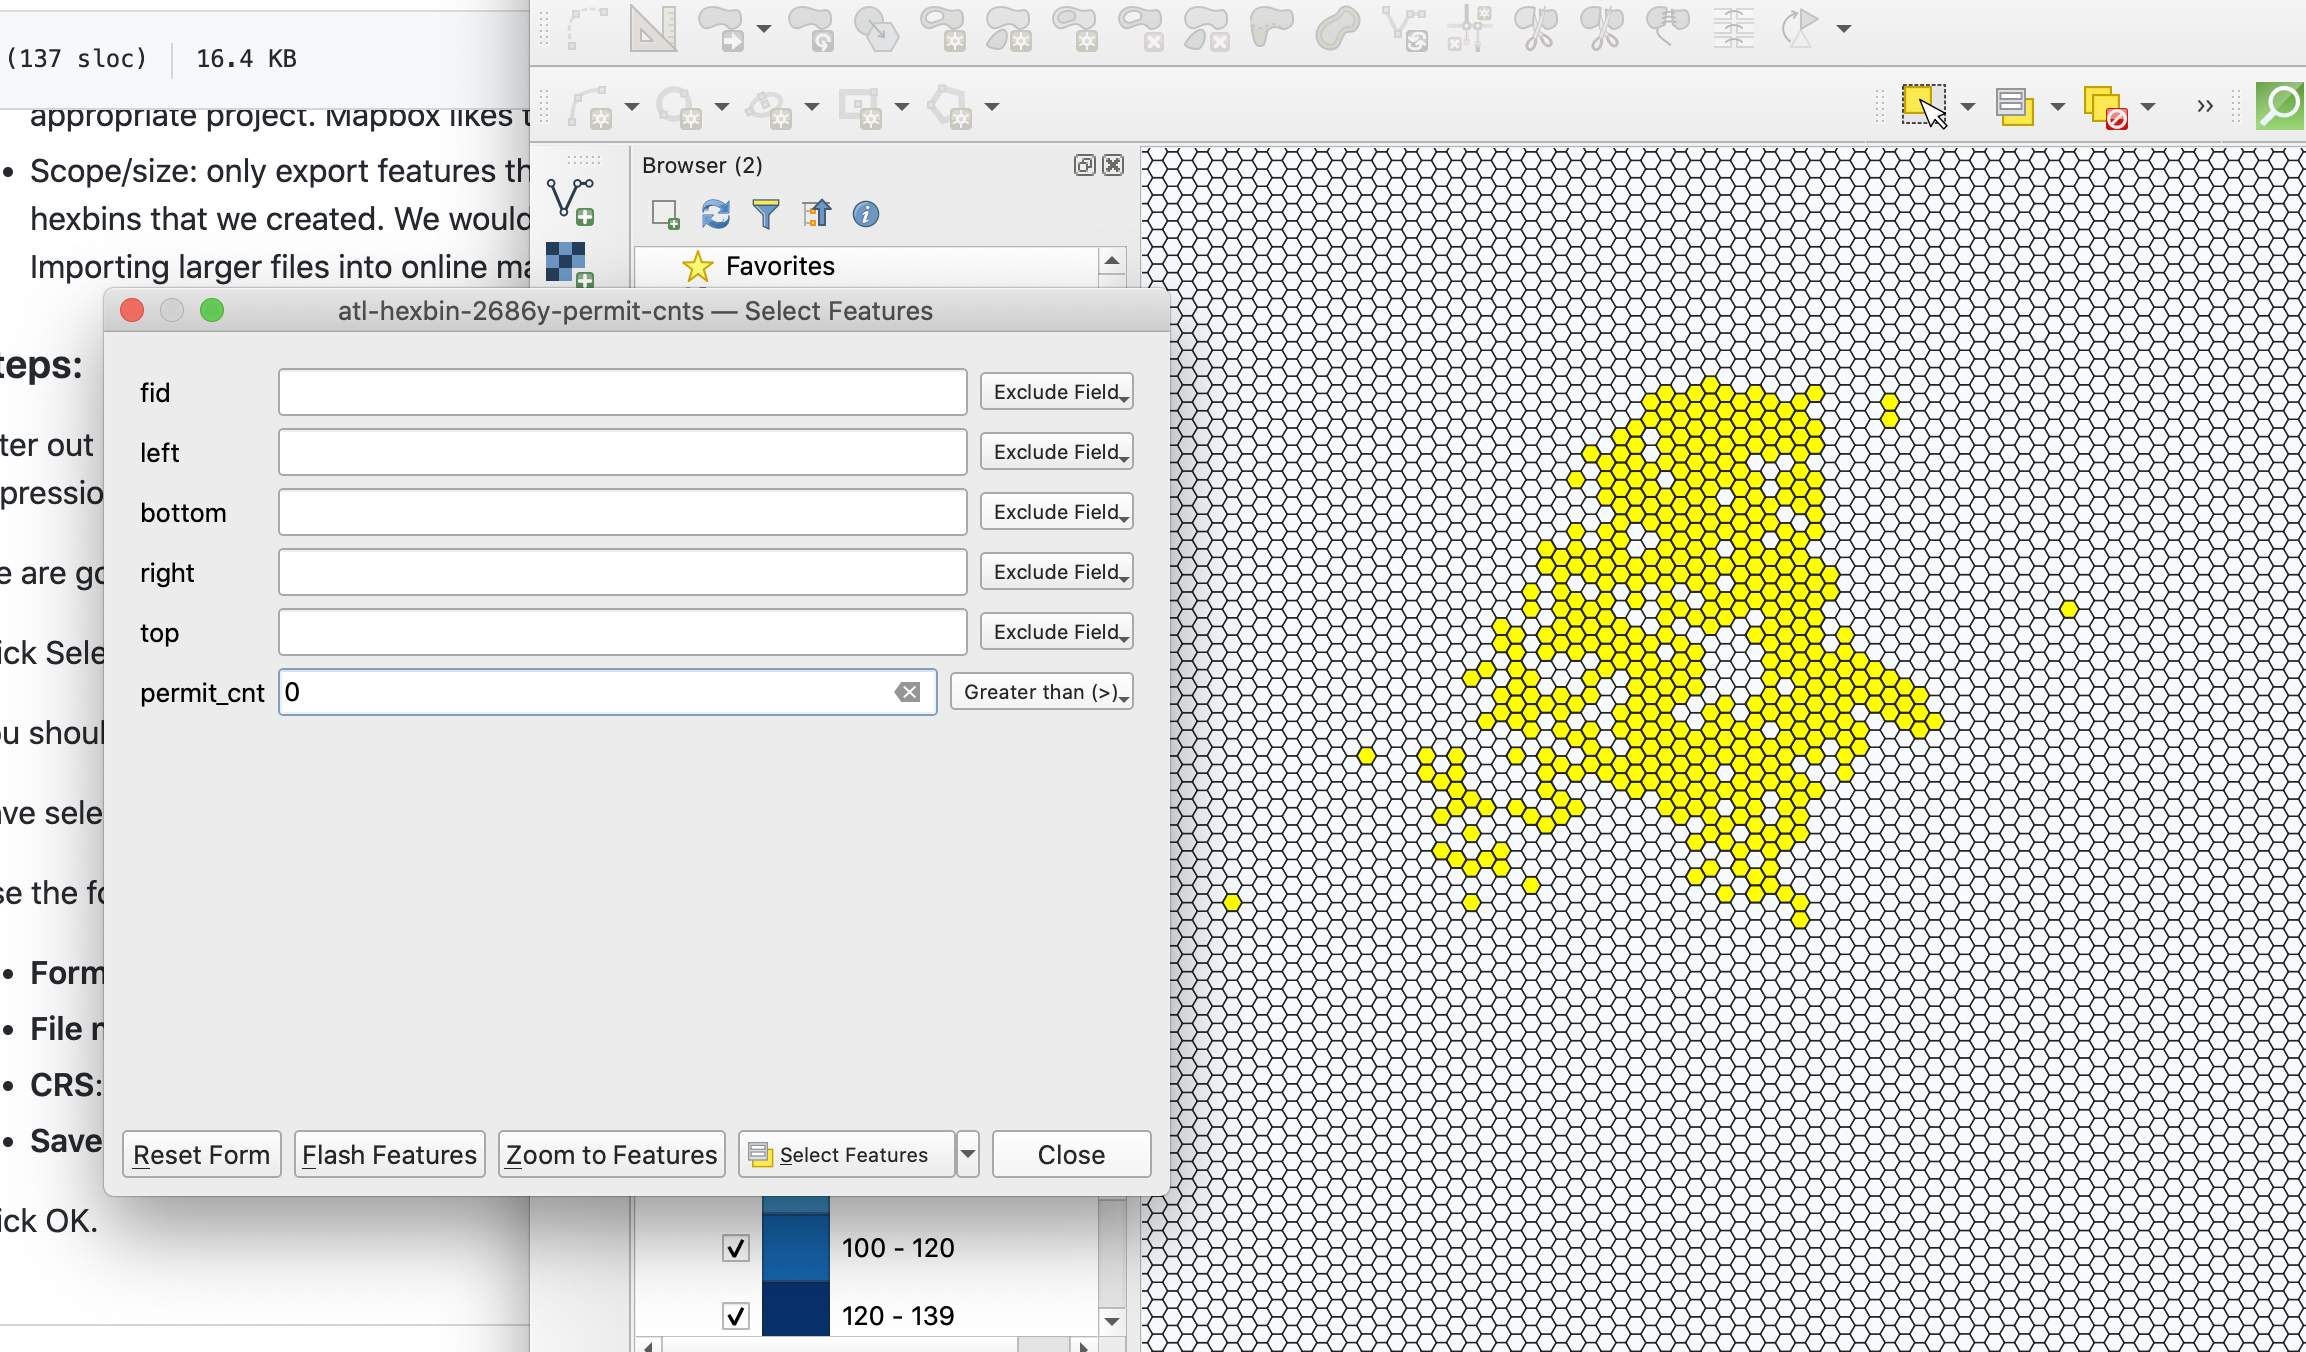 (137 sloc) 16.4 KB
appropriate project. Mapbox likes
• Scope/size: only export features
hexbins that we created. We would
Importing larger files into online
teps:
ter out
pressio
e are go
ick Sele
ou shoul
ave sele
se the fo
• Form
• File n
• CRS:
• Save
ick OK.
Browser (2)
Favorites
atl-hexbin-2686y-permit-cnts — Select Features
fid Exclude Field
left Exclude Field
bottom Exclude Field
right Exclude Field
top Exclude Field
permit_cnt 0 Greater than (>)
Reset Form Flash Features Zoom to Features Select Features Close
100 - 120
120 - 139